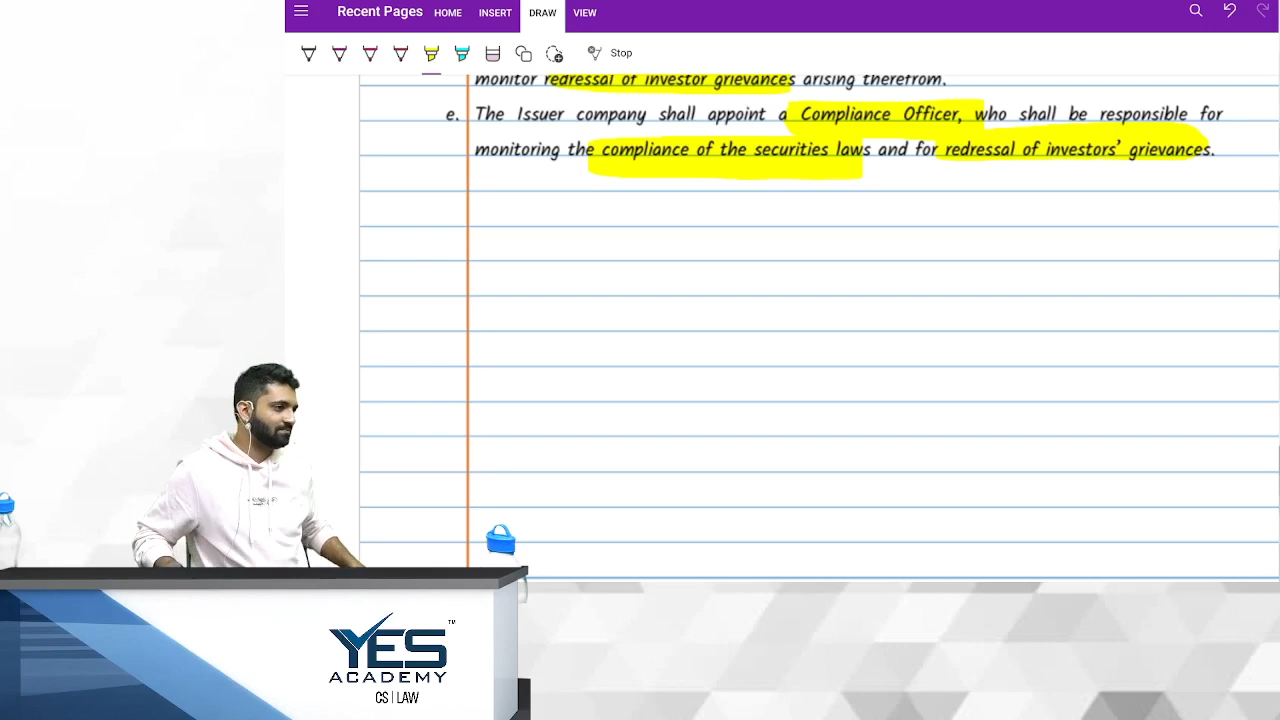 Recent Pages HOME INSERT DRAW VIEW
Stop
monitor redressal of investor grievances arising therefrom.
e. The Issuer company shall appoint a Compliance Officer, who shall be responsible for
monitoring the compliance of the securities laws and for redressal of investors’ grievances.
YES™
ACADEMY
CS | LAW